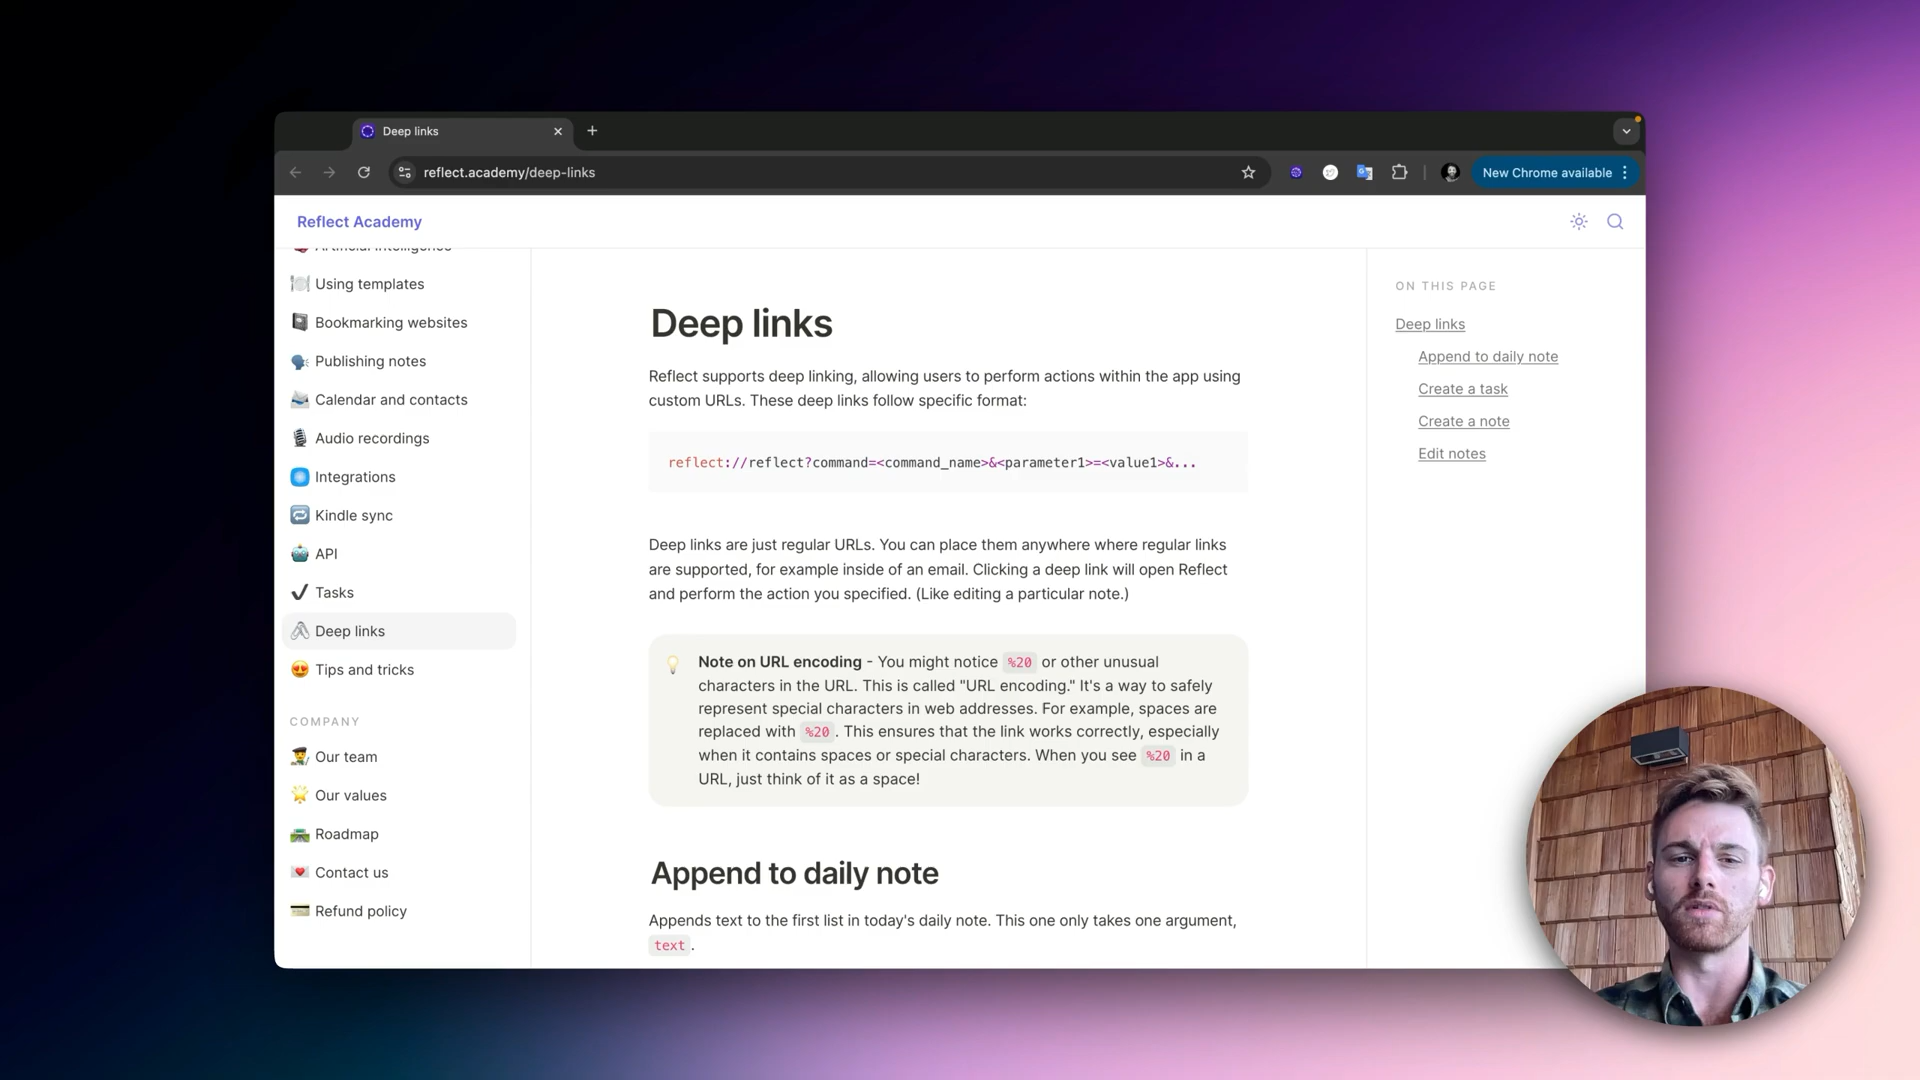 Deep links
reflect.academy/deep-links
New Chrome available
Reflect Academy
Artificial intelligence
Using templates
Bookmarking websites
Publishing notes
Calendar and contacts
Audio recordings
Integrations
Kindle sync
API
Tasks
Deep links
Tips and tricks
COMPANY
Our team
Our values
Roadmap
Contact us
Refund policy
Deep links
Reflect supports deep linking, allowing users to perform actions within the app using
custom URLs. These deep links follow specific format:
reflect://reflect?command=<command_name>&<parameter1>=<value1>&...
Deep links are just regular URLs. You can place them anywhere where regular links
are supported, for example inside of an email. Clicking a deep link will open Reflect
and perform the action you specified. (Like editing a particular note.)
Note on URL encoding - You might notice %20 or other unusual
characters in the URL. This is called "URL encoding." It's a way to safely
represent special characters in web addresses. For example, spaces are
replaced with %20. This ensures that the link works correctly, especially
when it contains spaces or special characters. When you see %20 in a
URL, just think of it as a space!
Append to daily note
Appends text to the first list in today's daily note. This one only takes one argument,
text.
ON THIS PAGE
Deep links
Append to daily note
Create a task
Create a note
Edit notes